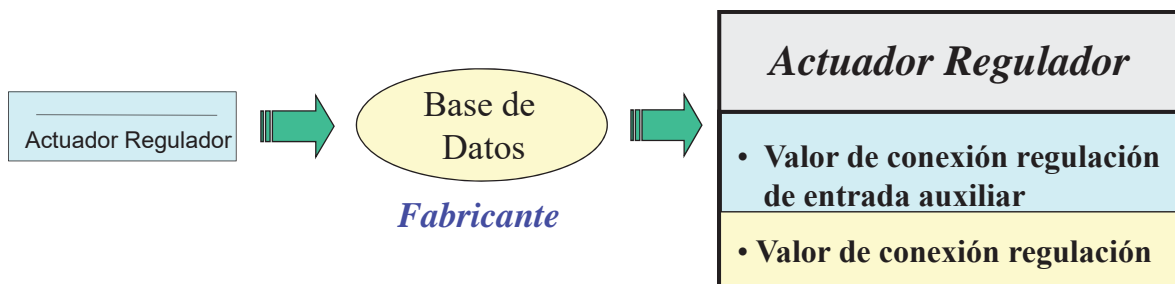 Actuador Regulador
Base de
Datos
Fabricante
Actuador Regulador
• Valor de conexión regulación
de entrada auxiliar
• Valor de conexión regulación